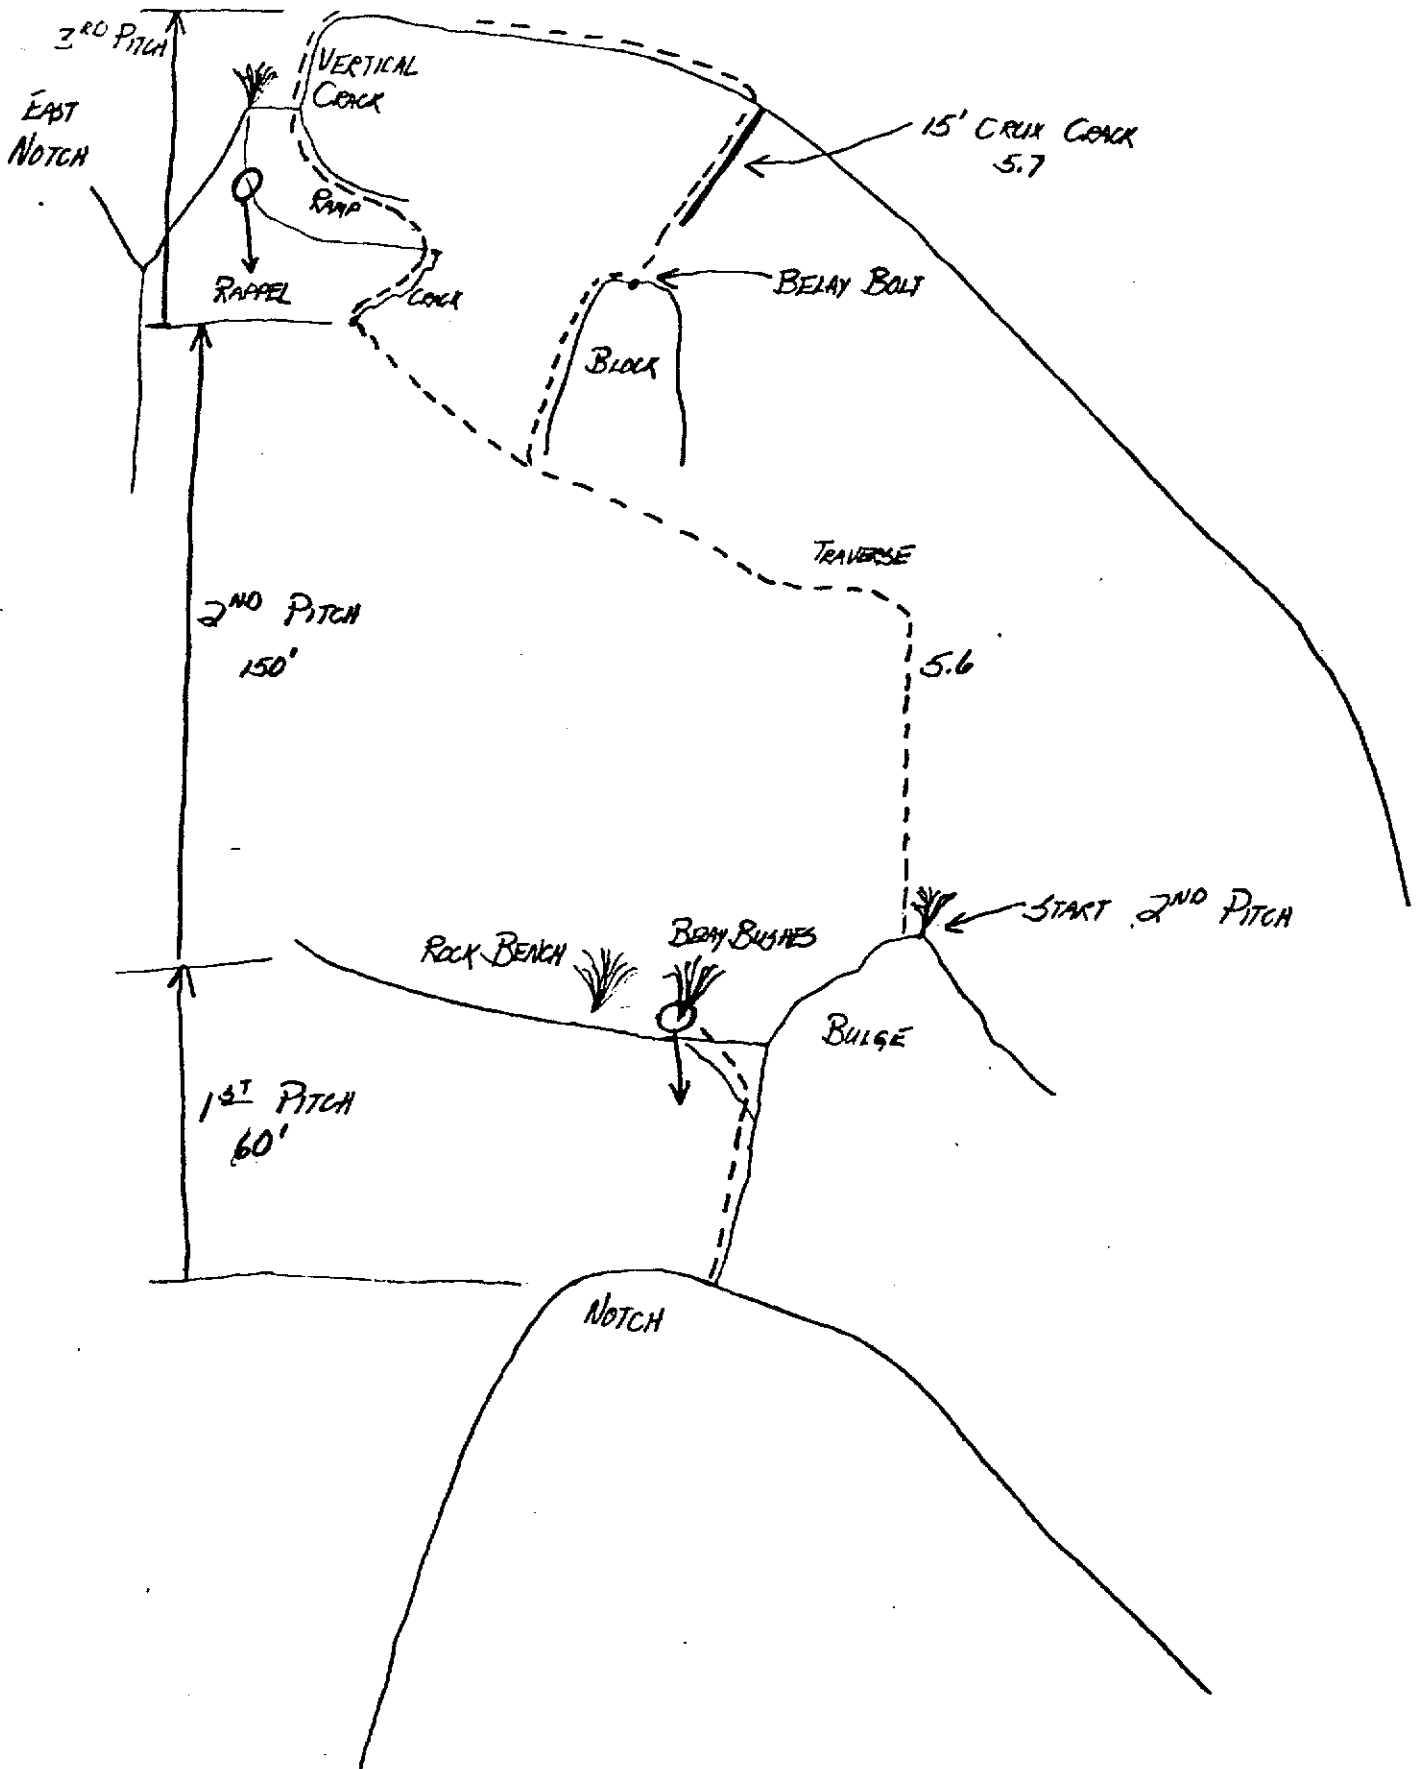 3RD PITCH
EAST
NOTCH
VERTICAL
CRACK
15' CRUX CRACK
5.7
RAMP
RAPPEL
CRACK
BELAY BOLT
BLOCK
TRAVERSE
2ND PITCH
150'
5.6
START 2ND PITCH
ROCK BENCH
BELAY BUSHES
BULGE
1ST PITCH
60'
NOTCH